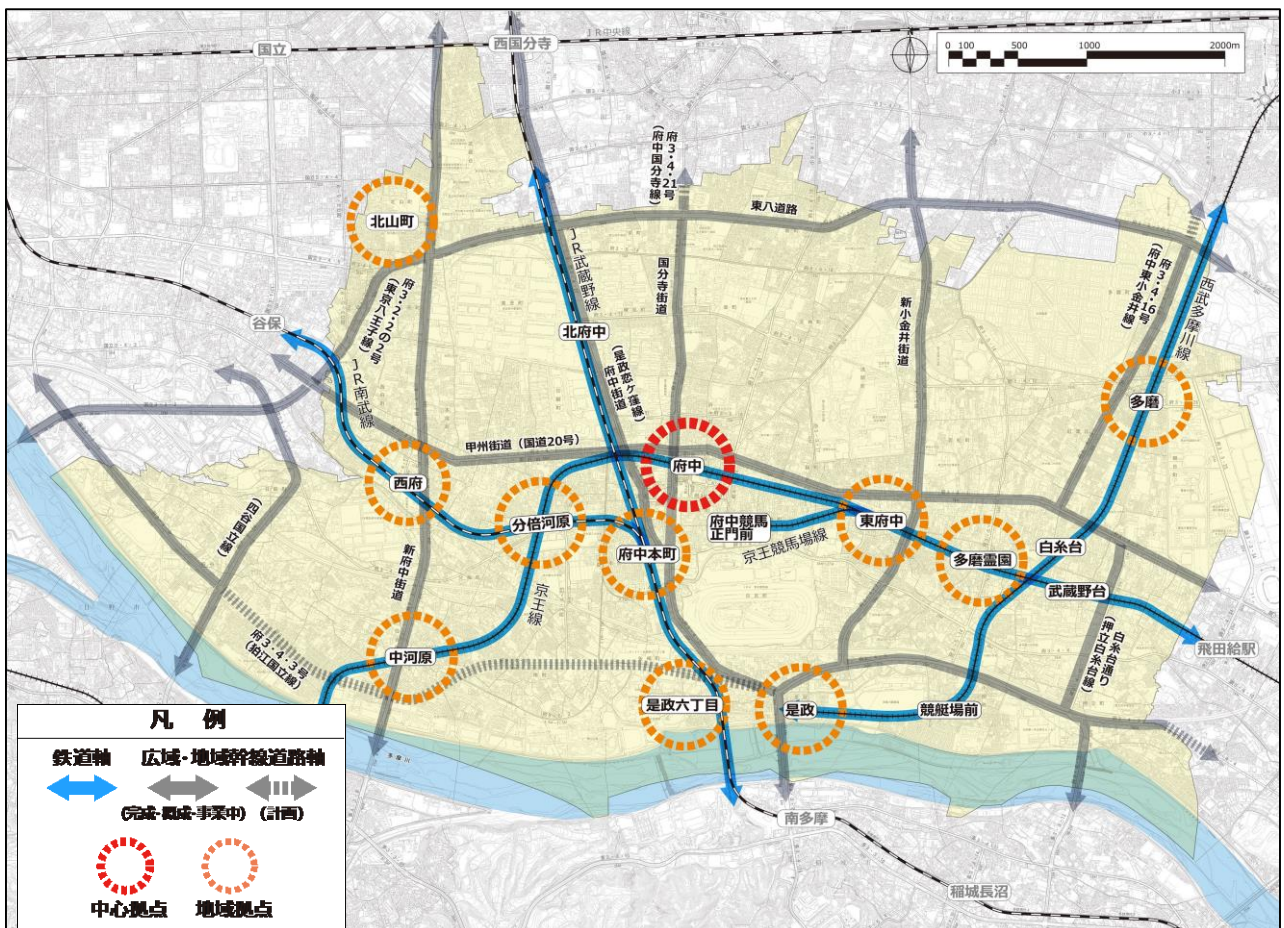 国立
西国分寺
JR中央線
0 100 500 1000 2000m
府3・4・21号
(府中国分寺線)
北山町
東八道路
国分寺街道
新小金井街道
府3・4・16号
(府中東小金井線)
西武多摩川線
JR武蔵野線
北府中
府3・2・2の2号
(東京八王子線)
谷保
JR南武線
府中街道
(是政恋ケ窪線)
多磨
甲州街道(国道20号)
府中
西府
分倍河原
府中競馬
正門前
東府中
京王競馬場線
府中本町
多磨霊園
白糸台
武蔵野台
(四谷国立線)
新府中街道
京王線
白糸台通り
(押立白糸台線)
飛田給駅
府3・4・3号
(狛江国立線)
中河原
是政六丁目
是政
競艇場前
多摩川
南多摩
稲城長沼
凡 例
鉄道軸 広域・地域幹線道路軸
(完成・概成・事業中) (計画)
中心拠点 地域拠点